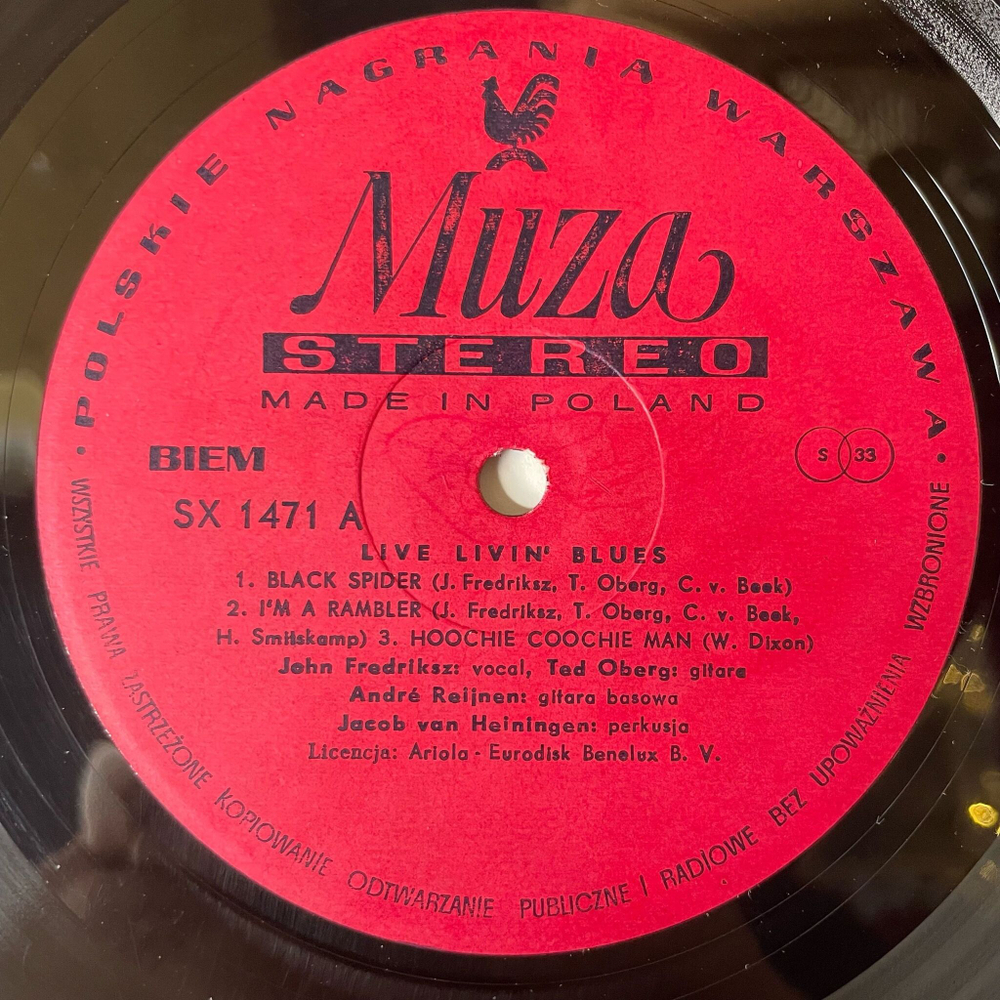 • POLSKIE NAGRANIA WARSZAWA •
Muza
STEREO
MADE IN POLAND
BIEM
S 33
SX 1471 A
LIVE LIVIN' BLUES
1. BLACK SPIDER (J. Fredriksz, T. Oberg, C. v. Beek)
2. I'M A RAMBLER (J. Fredriksz, T. Oberg, C. v. Beek,
H. Smitskamp) 3. HOOCHIE COOCHIE MAN (W. Dixon)
John Fredriksz: vocal, Ted Oberg: gitara
André Reijnen: gitara basowa
Jacob van Heiningen: perkusja
Licencja: Ariola - Eurodisk Benelux B. V.
WSZYSTKIE PRAWA ZASTRZEŻONE KOPIOWANIE ODTWARZANIE PUBLICZNE I RADIOWE BEZ UPOWAŻNIENIA WZBRONIONE